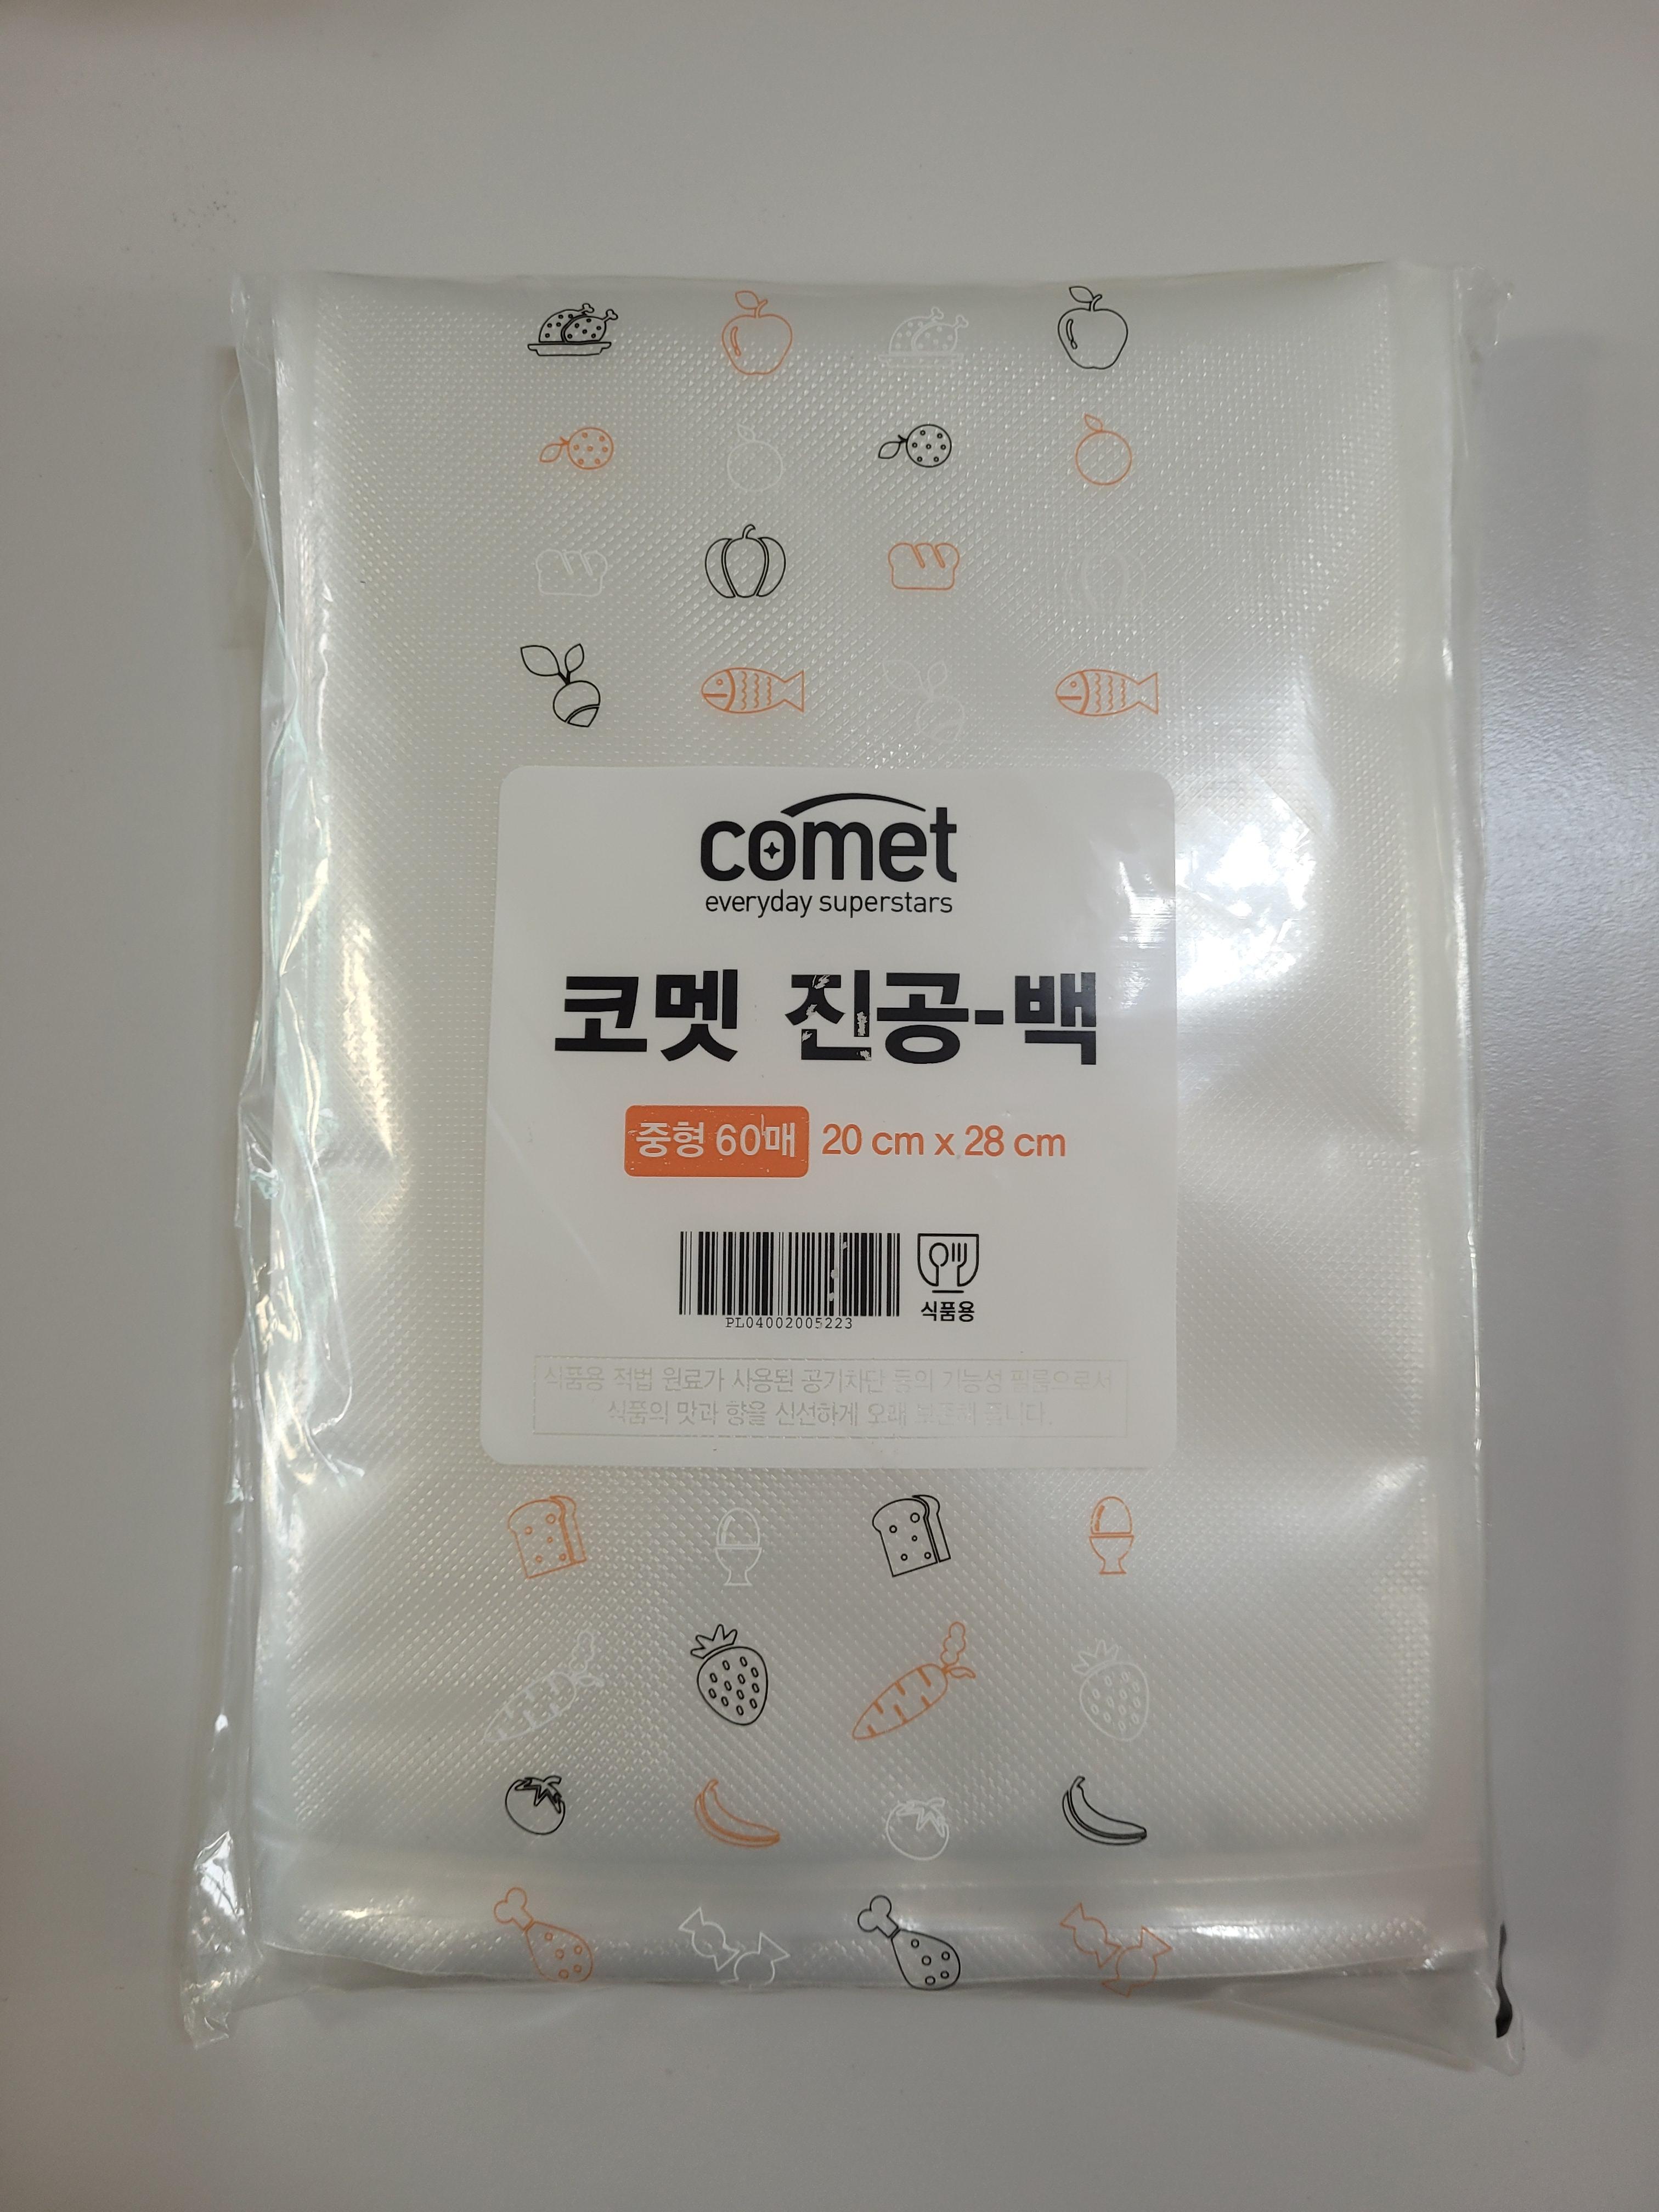 comet
everyday superstars
코멧 진공-백
중형 60매 20 cm x 28 cm
PL04002005223
식품용
식품용 적법 원료가 사용된 공기차단 등의 기능성 필름으로서
식품의 맛과 향을 신선하게 오래 보존해 줍니다.